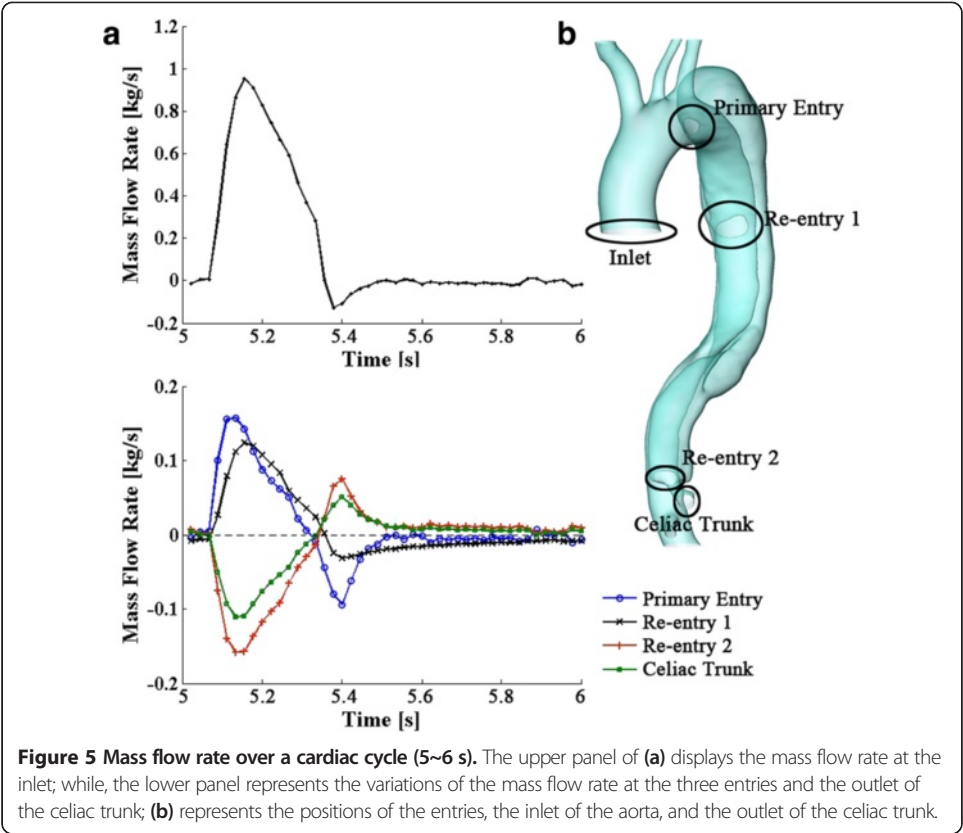 a
1.2
1
0.8
0.6
0.4
0.2
0
-0.2
Mass Flow Rate [kg/s]
5
5.2
5.4
5.6
5.8
6
Time [s]
0.2
0.1
0
-0.1
-0.2
Mass Flow Rate [kg/s]
5
5.2
5.4
5.6
5.8
6
Time [s]
b
Primary Entry
Re-entry 1
Inlet
Re-entry 2
Celiac Trunk
Primary Entry
Re-entry 1
Re-entry 2
Celiac Trunk
Figure 5 Mass flow rate over a cardiac cycle (5~6 s). The upper panel of (a) displays the mass flow rate at the
inlet; while, the lower panel represents the variations of the mass flow rate at the three entries and the outlet of
the celiac trunk; (b) represents the positions of the entries, the inlet of the aorta, and the outlet of the celiac trunk.